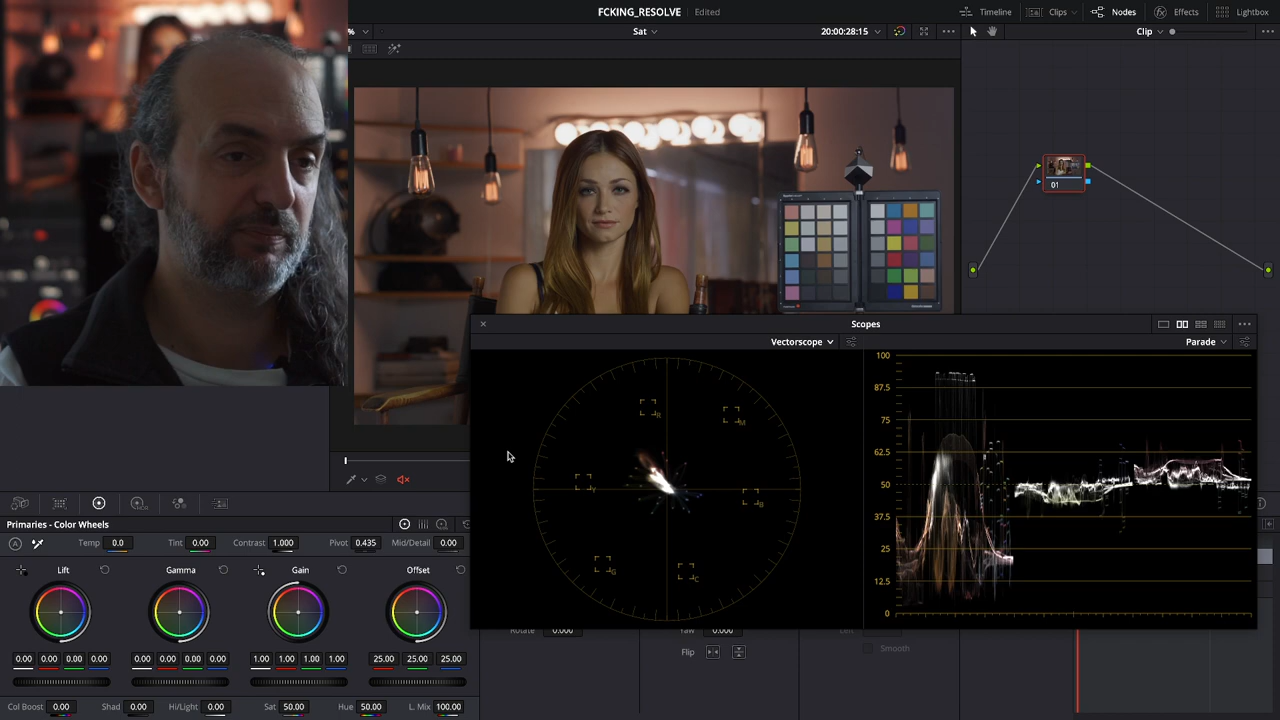 FCKING_RESOLVE Edited
Timeline Clips Nodes Effects Lightbox
% Sat 20:00:28:15 Clip
01
Scopes
Vectorscope Parade
R
M
Y
B
G
C
100
87.5
75
62.5
50
37.5
25
12.5
0
Primaries - Color Wheels
Temp 0.0 Tint 0.00 Contrast 1.000 Pivot 0.435 Mid/Detail 0.00
Lift Gamma Gain Offset
0.00 0.00 0.00 0.00 0.00 0.00 0.00 0.00 1.00 1.00 1.00 1.00 25.00 25.00 25.00
Rotate 0.000 Yaw 0.000 Left
Flip Smooth
Col Boost 0.00 Shad 0.00 Hi/Light 0.00 Sat 50.00 Hue 50.00 L. Mix 100.00